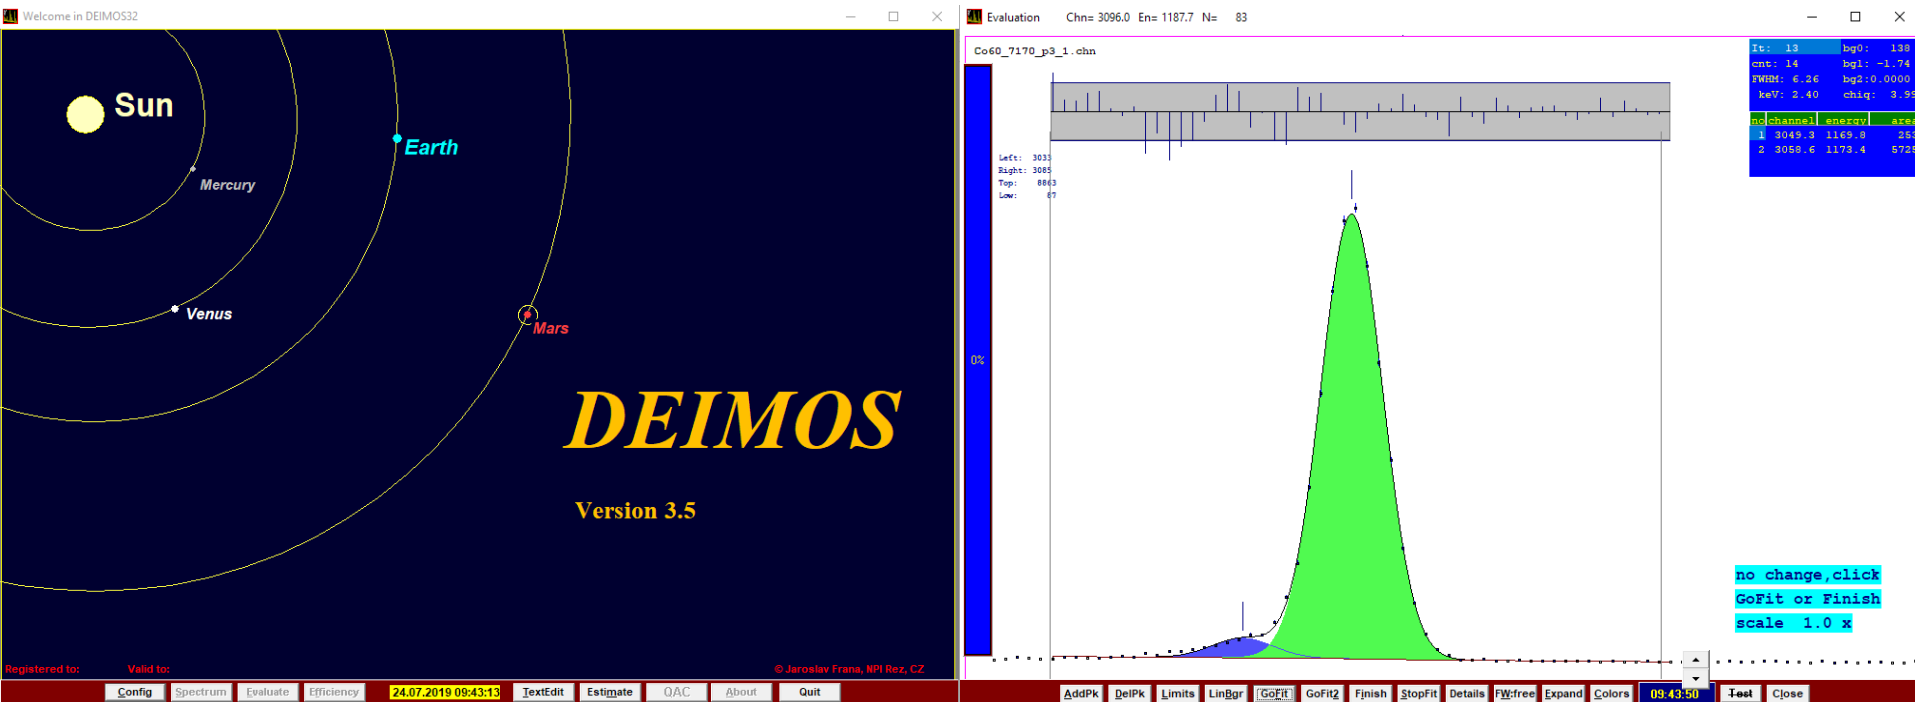 Welcome in DEIMOS32
Sun
Earth
Mercury
Venus
Mars
DEIMOS
Version 3.5
Registered to: Valid to: © Jaroslav Frana, NPI Rez, CZ
Config Spectrum Evaluate Efficiency 24.07.2019 09:43:13 TextEdit Estimate QAC About Quit
Evaluation Chn= 3096.0 En= 1187.7 N= 83
Co60_7170_p3_1.chn
It: 13 bg0: 138
cnt: 14 bg1: -1.74
FWHM: 6.26 bg2:0.0000
keV: 2.40 chiq: 3.99
no channel energy area
1 3049.3 1169.8 253
2 3058.6 1173.4 5725
Left: 3033
Right: 3085
Top: 8863
Low: 87
0%
no change,click
GoFit or Finish
scale 1.0 x
AddPk DelPk Limits LinBgr GoFit GoFit2 Finish StopFit Details FW:free Expand Colors 09:43:50 Test Close